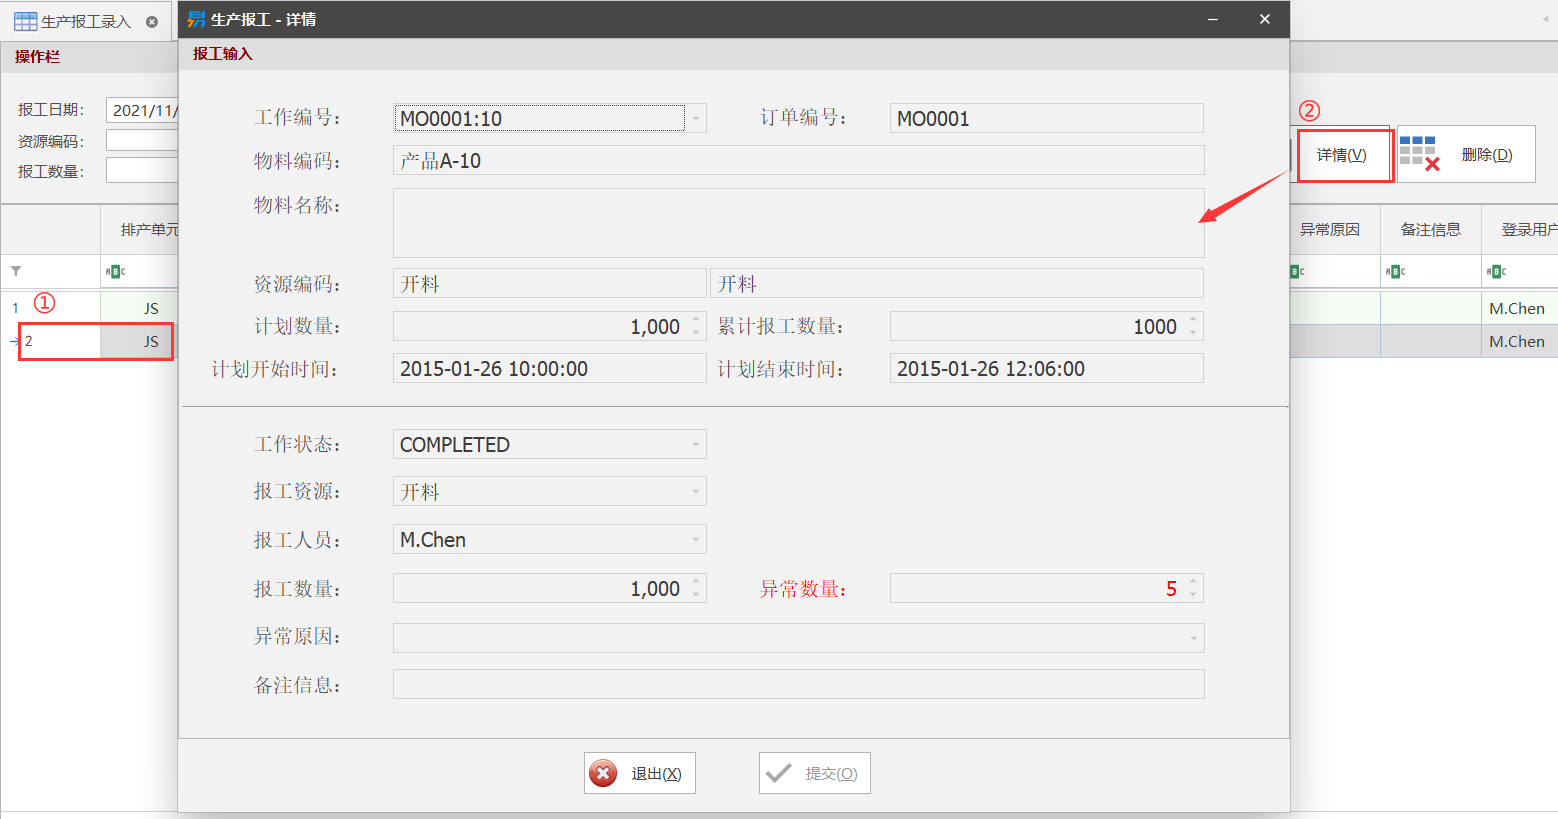 生产报工录入
生产报工 - 详情
操作栏
报工输入
报工日期：
2021/11/
资源编码：
报工数量：
工作编号：
MO0001:10
订单编号：
MO0001
物料编码：
产品A-10
物料名称：
资源编码：
开料
开料
计划数量：
1,000
累计报工数量：
1000
计划开始时间：
2015-01-26 10:00:00
计划结束时间：
2015-01-26 12:06:00
工作状态：
COMPLETED
报工资源：
开料
报工人员：
M.Chen
报工数量：
1,000
异常数量：
5
异常原因：
备注信息：
退出(X)
提交(O)
②
详情(V)
删除(D)
排产单元
异常原因
备注信息
登录用户
ABC
BC
ABC
ABC
1
①
JS
M.Chen
2
JS
M.Chen